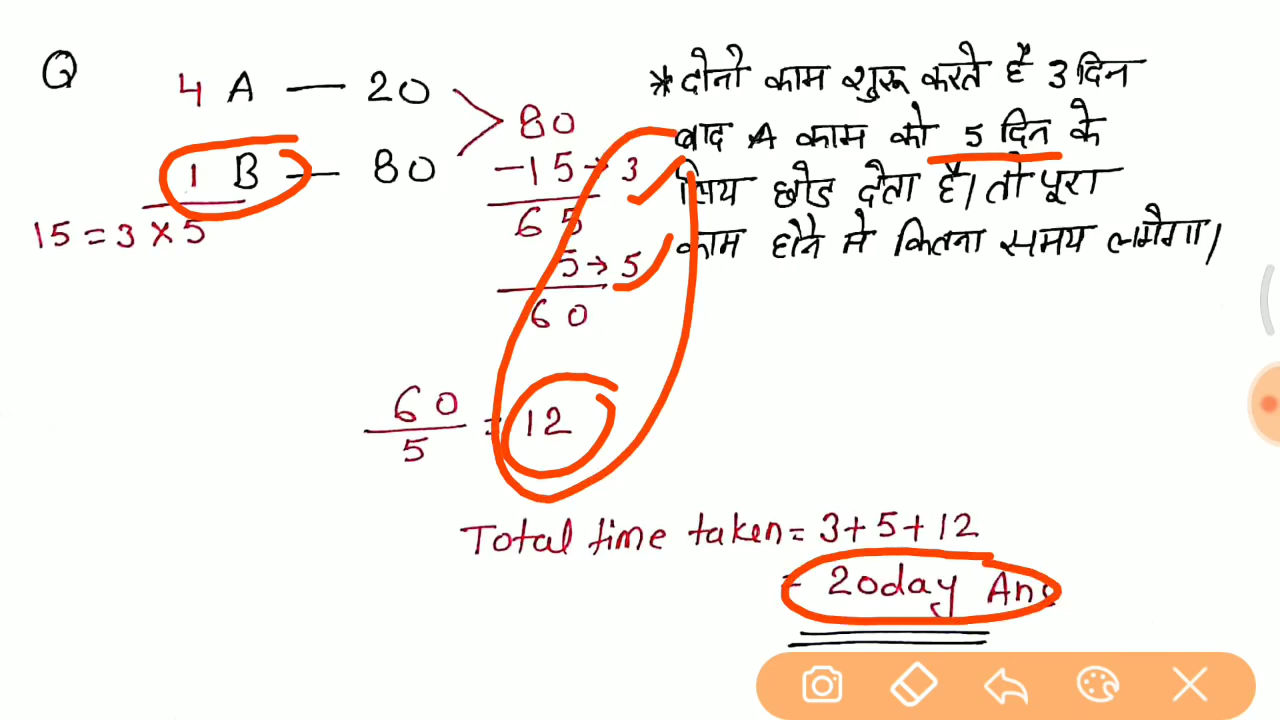 Q
4 A — 20
1 B — 80
15 = 3 × 5
80
-15 → 3
65
5 → 5
60
60/5 = 12
* दोनो काम शुरू करते हैं 3 दिन
बाद A काम को 5 दिन के
लिय छोड देता है। तो पूरा
काम होने मे कितना समय लगेगा।
Total time taken = 3+5+12
= 20day Ans